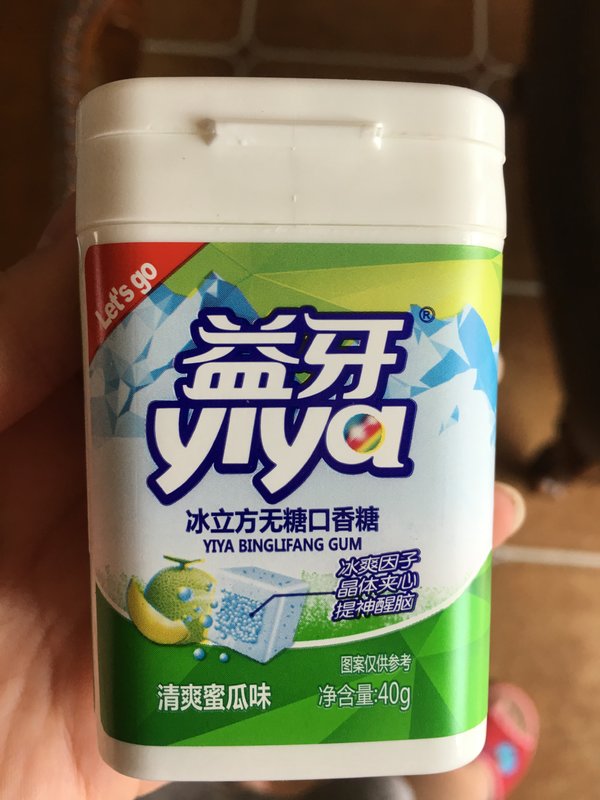 Let's go
益牙®
yiya
冰立方无糖口香糖
YIYA BINGLIFANG GUM
冰爽因子
晶体夹心
提神醒脑
图案仅供参考
清爽蜜瓜味
净含量:40g